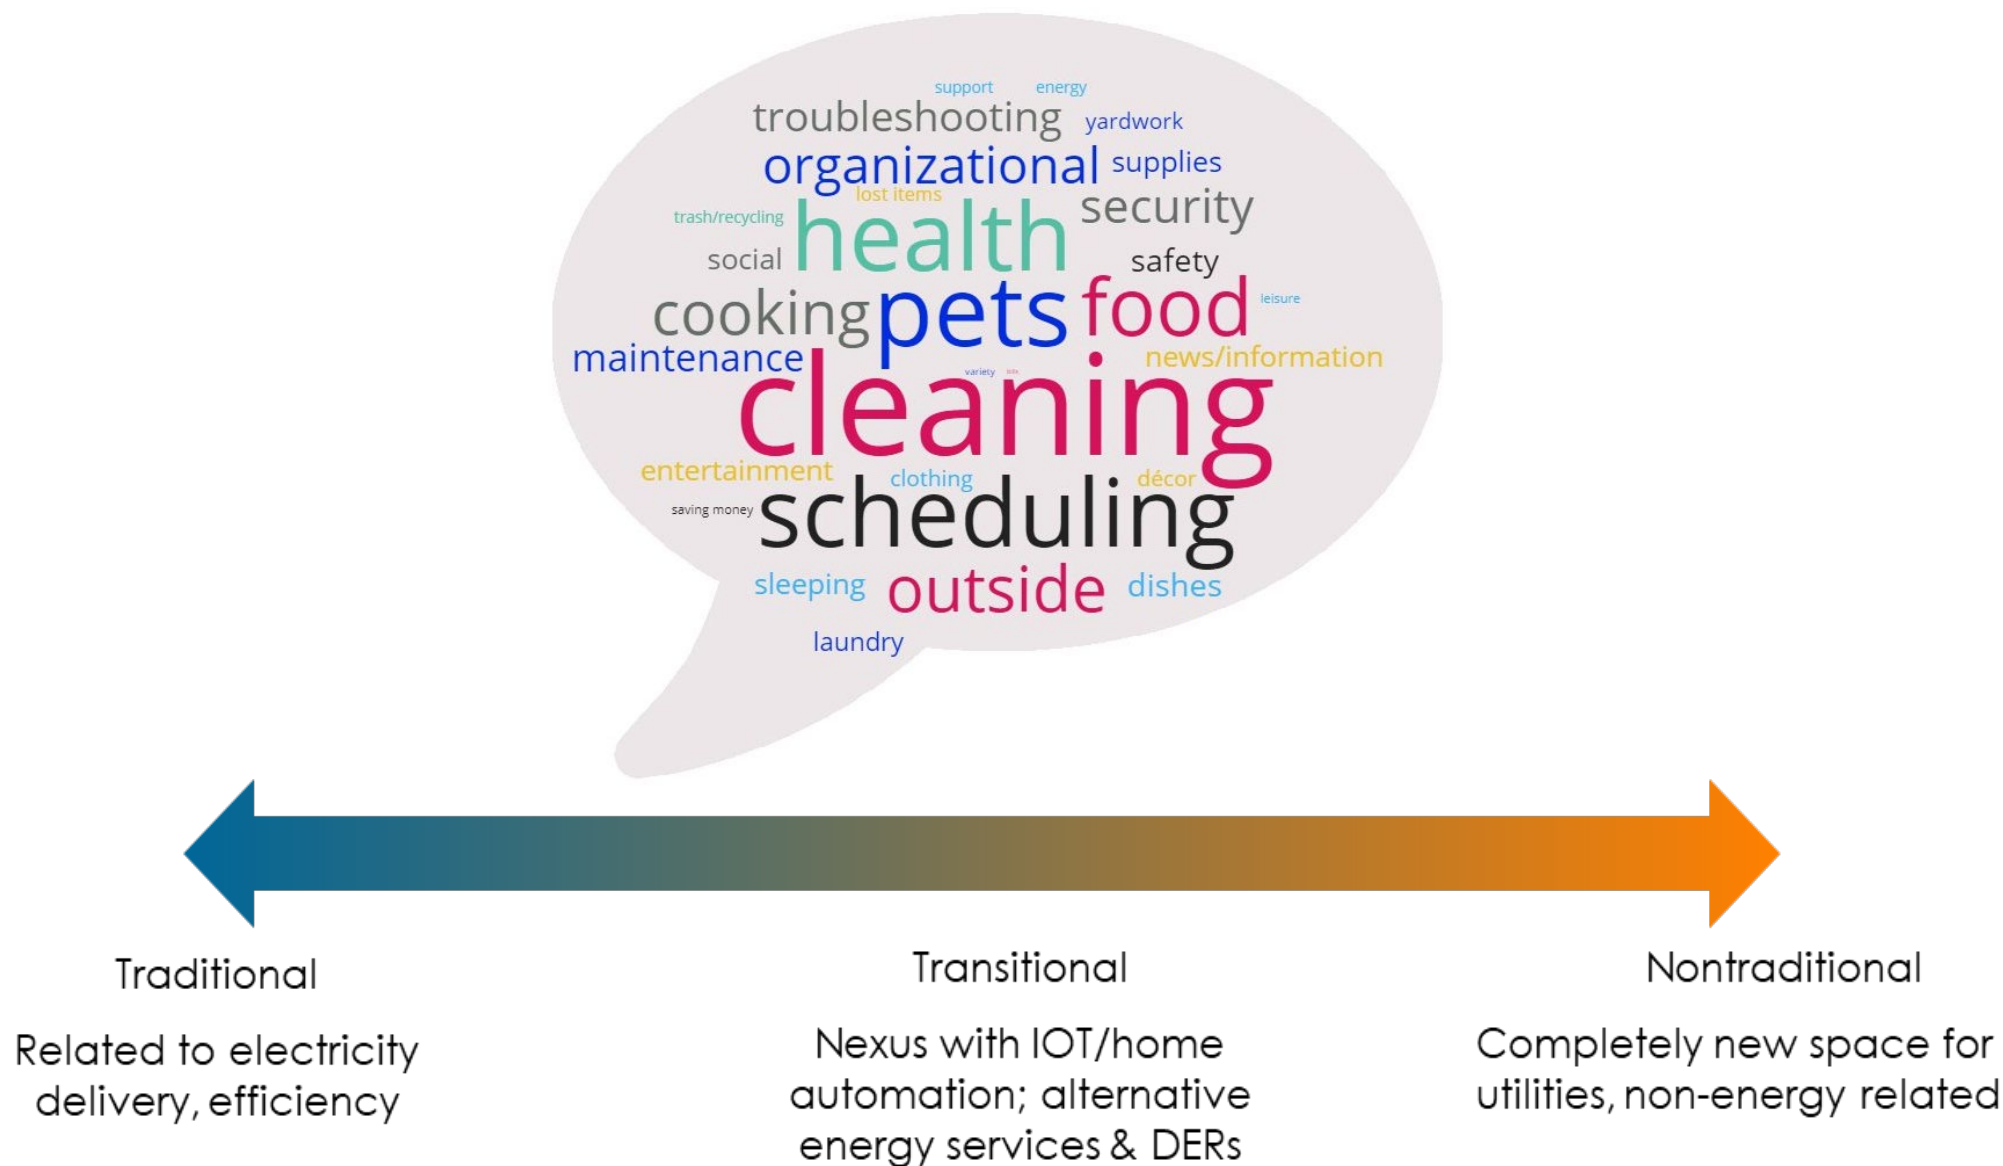 support energy
troubleshooting yardwork
organizational supplies
lost items
trash/recycling health security
social safety
cooking pets food leisure
maintenance news/information
variety
cleaning
entertainment clothing décor
saving money scheduling
sleeping outside dishes
laundry
Traditional
Related to electricity
delivery, efficiency
Transitional
Nexus with IOT/home
automation; alternative
energy services & DERs
Nontraditional
Completely new space for
utilities, non-energy related